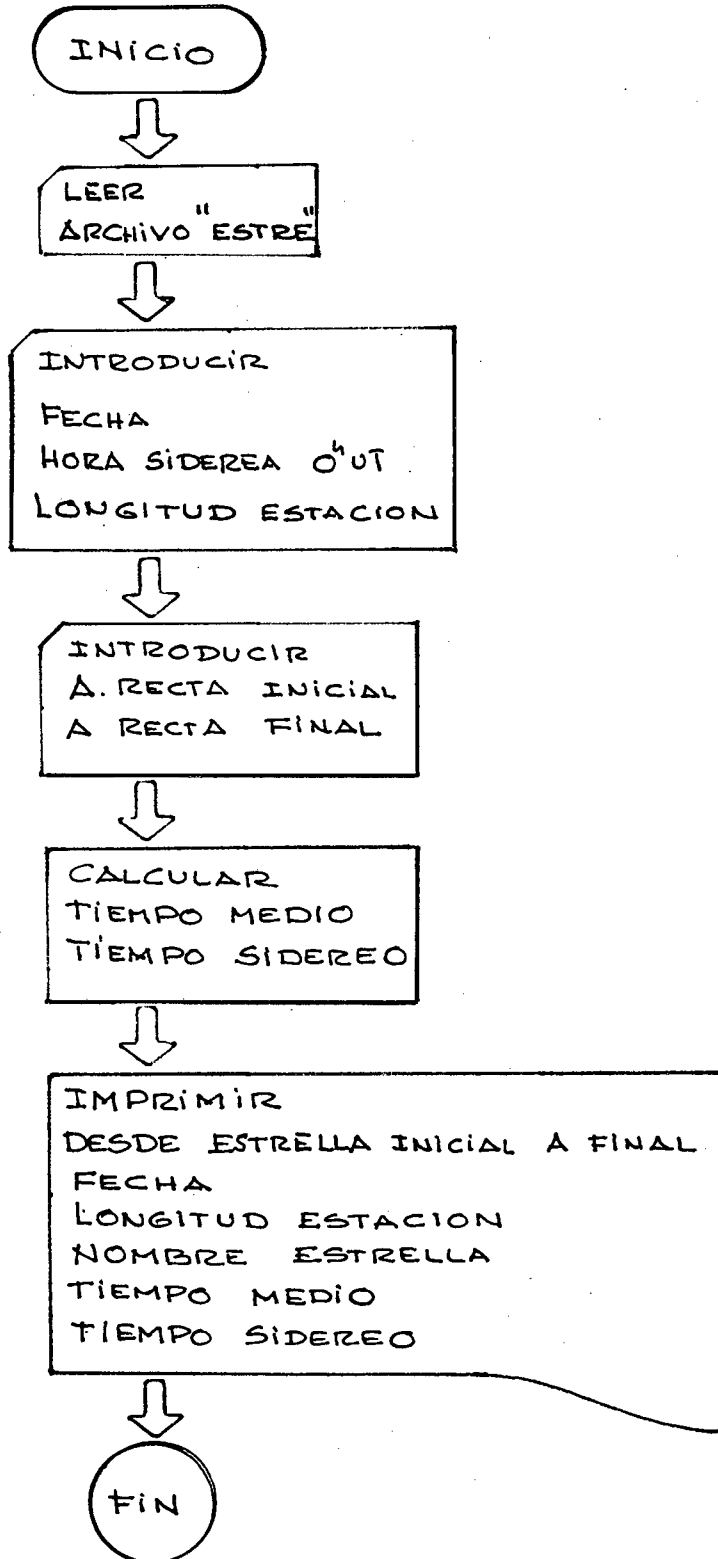 INICIO
LEER
ARCHIVO "ESTRE"
INTRODUCIR
FECHA
HORA SIDEREA 0ʰ UT
LONGITUD ESTACION
INTRODUCIR
A. RECTA INICIAL
A RECTA FINAL
CALCULAR
TIEMPO MEDIO
TIEMPO SIDEREO
IMPRIMIR
DESDE ESTRELLA INICIAL A FINAL
FECHA
LONGITUD ESTACION
NOMBRE ESTRELLA
TIEMPO MEDIO
TIEMPO SIDEREO
FIN